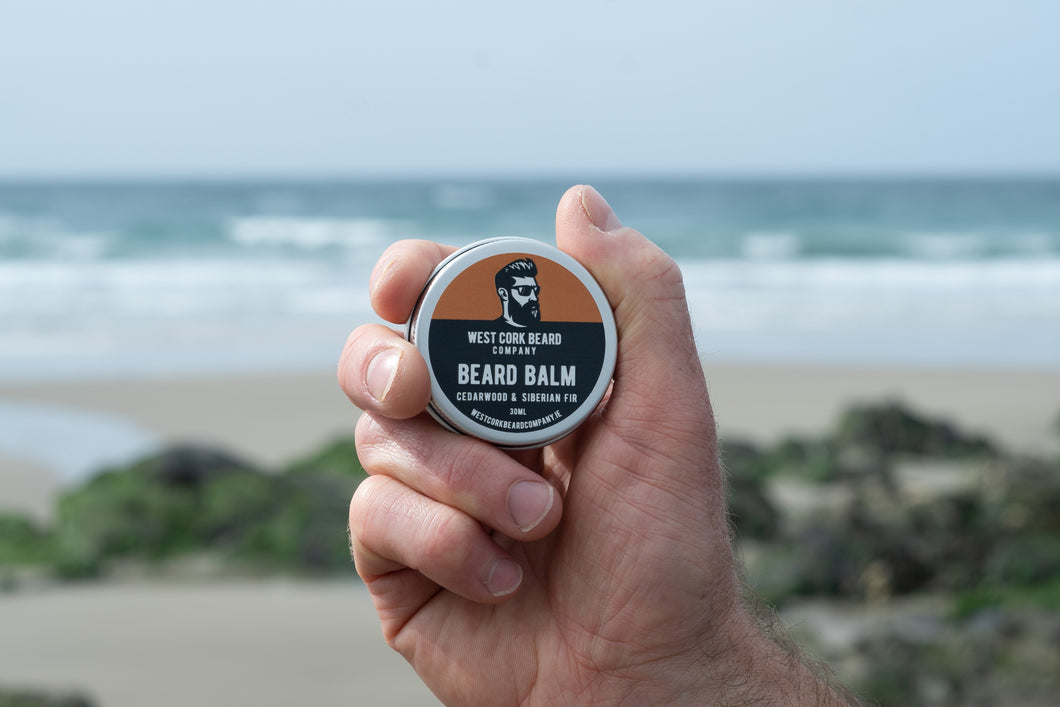 WEST CORK BEARD
COMPANY
BEARD BALM
CEDARWOOD & SIBERIAN FIR
30ML
WESTCORKBEARDCOMPANY.IE